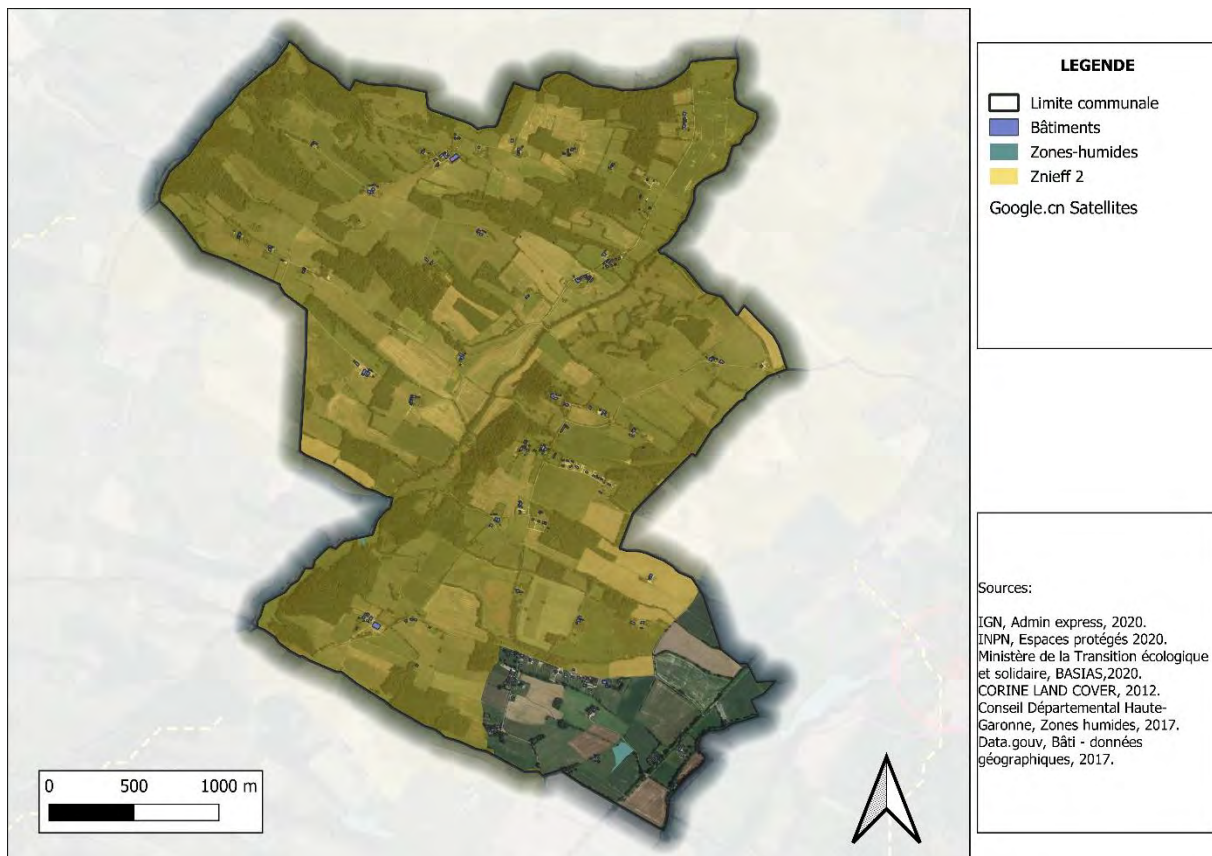 LEGENDE
Limite communale
Bâtiments
Zones-humides
Znieff 2
Google.cn Satellites
Sources:
IGN, Admin express, 2020.
INPN, Espaces protégés 2020.
Ministère de la Transition écologique
et solidaire, BASIAS,2020.
CORINE LAND COVER, 2012.
Conseil Départemental Haute-
Garonne, Zones humides, 2017.
Data.gouv, Bâti - données
géographiques, 2017.
0 500 1000 m